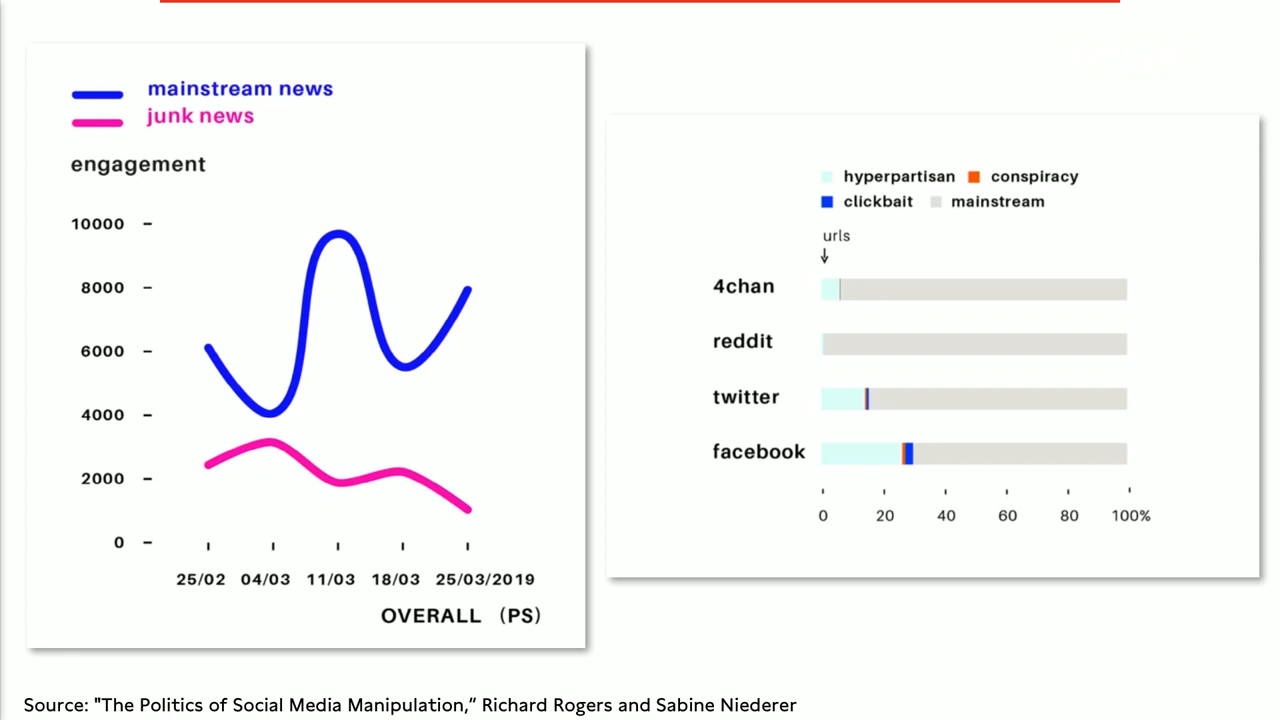 mainstream news
junk news
engagement
10000
8000
6000
4000
2000
0
25/02 04/03 11/03 18/03 25/03/2019
OVERALL (PS)
hyperpartisan conspiracy
clickbait mainstream
urls
4chan
reddit
twitter
facebook
0 20 40 60 80 100%
Source: "The Politics of Social Media Manipulation,” Richard Rogers and Sabine Niederer